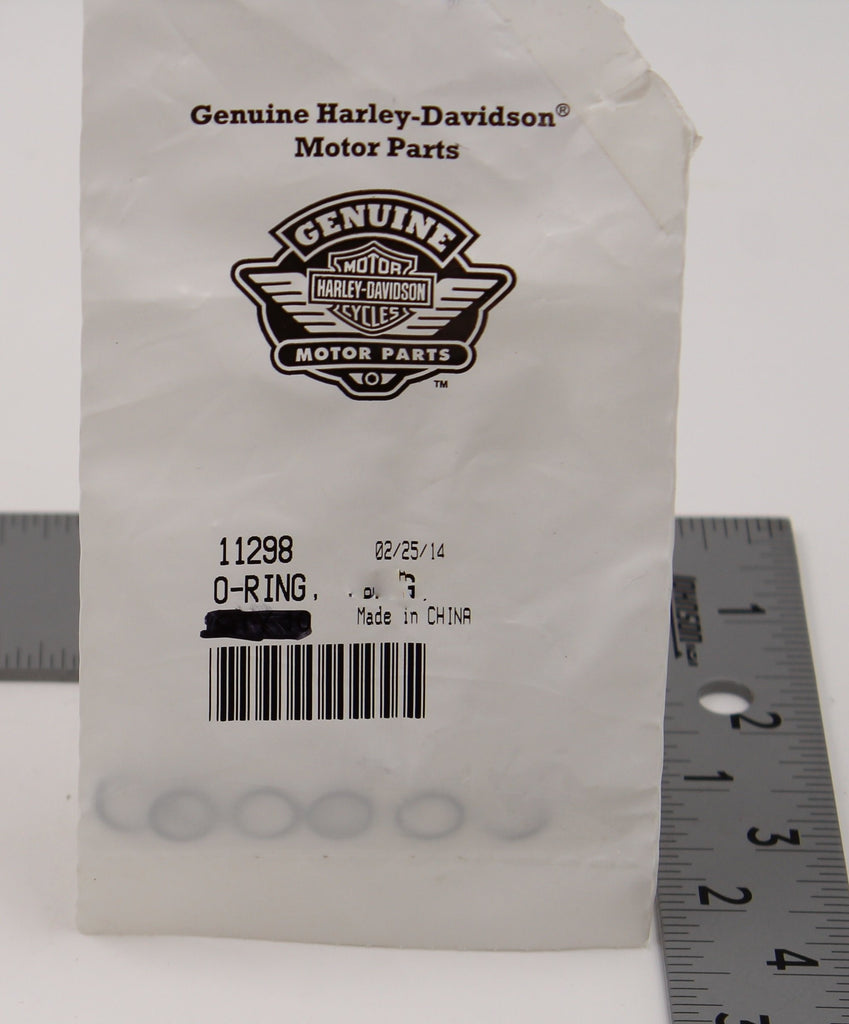 Genuine Harley-Davidson®
Motor Parts
GENUINE
MOTOR
HARLEY-DAVIDSON
CYCLES
MOTOR PARTS
TM
11298
02/25/14
O-RING,
Made in CHINA
1
2
1
3
2
4
3